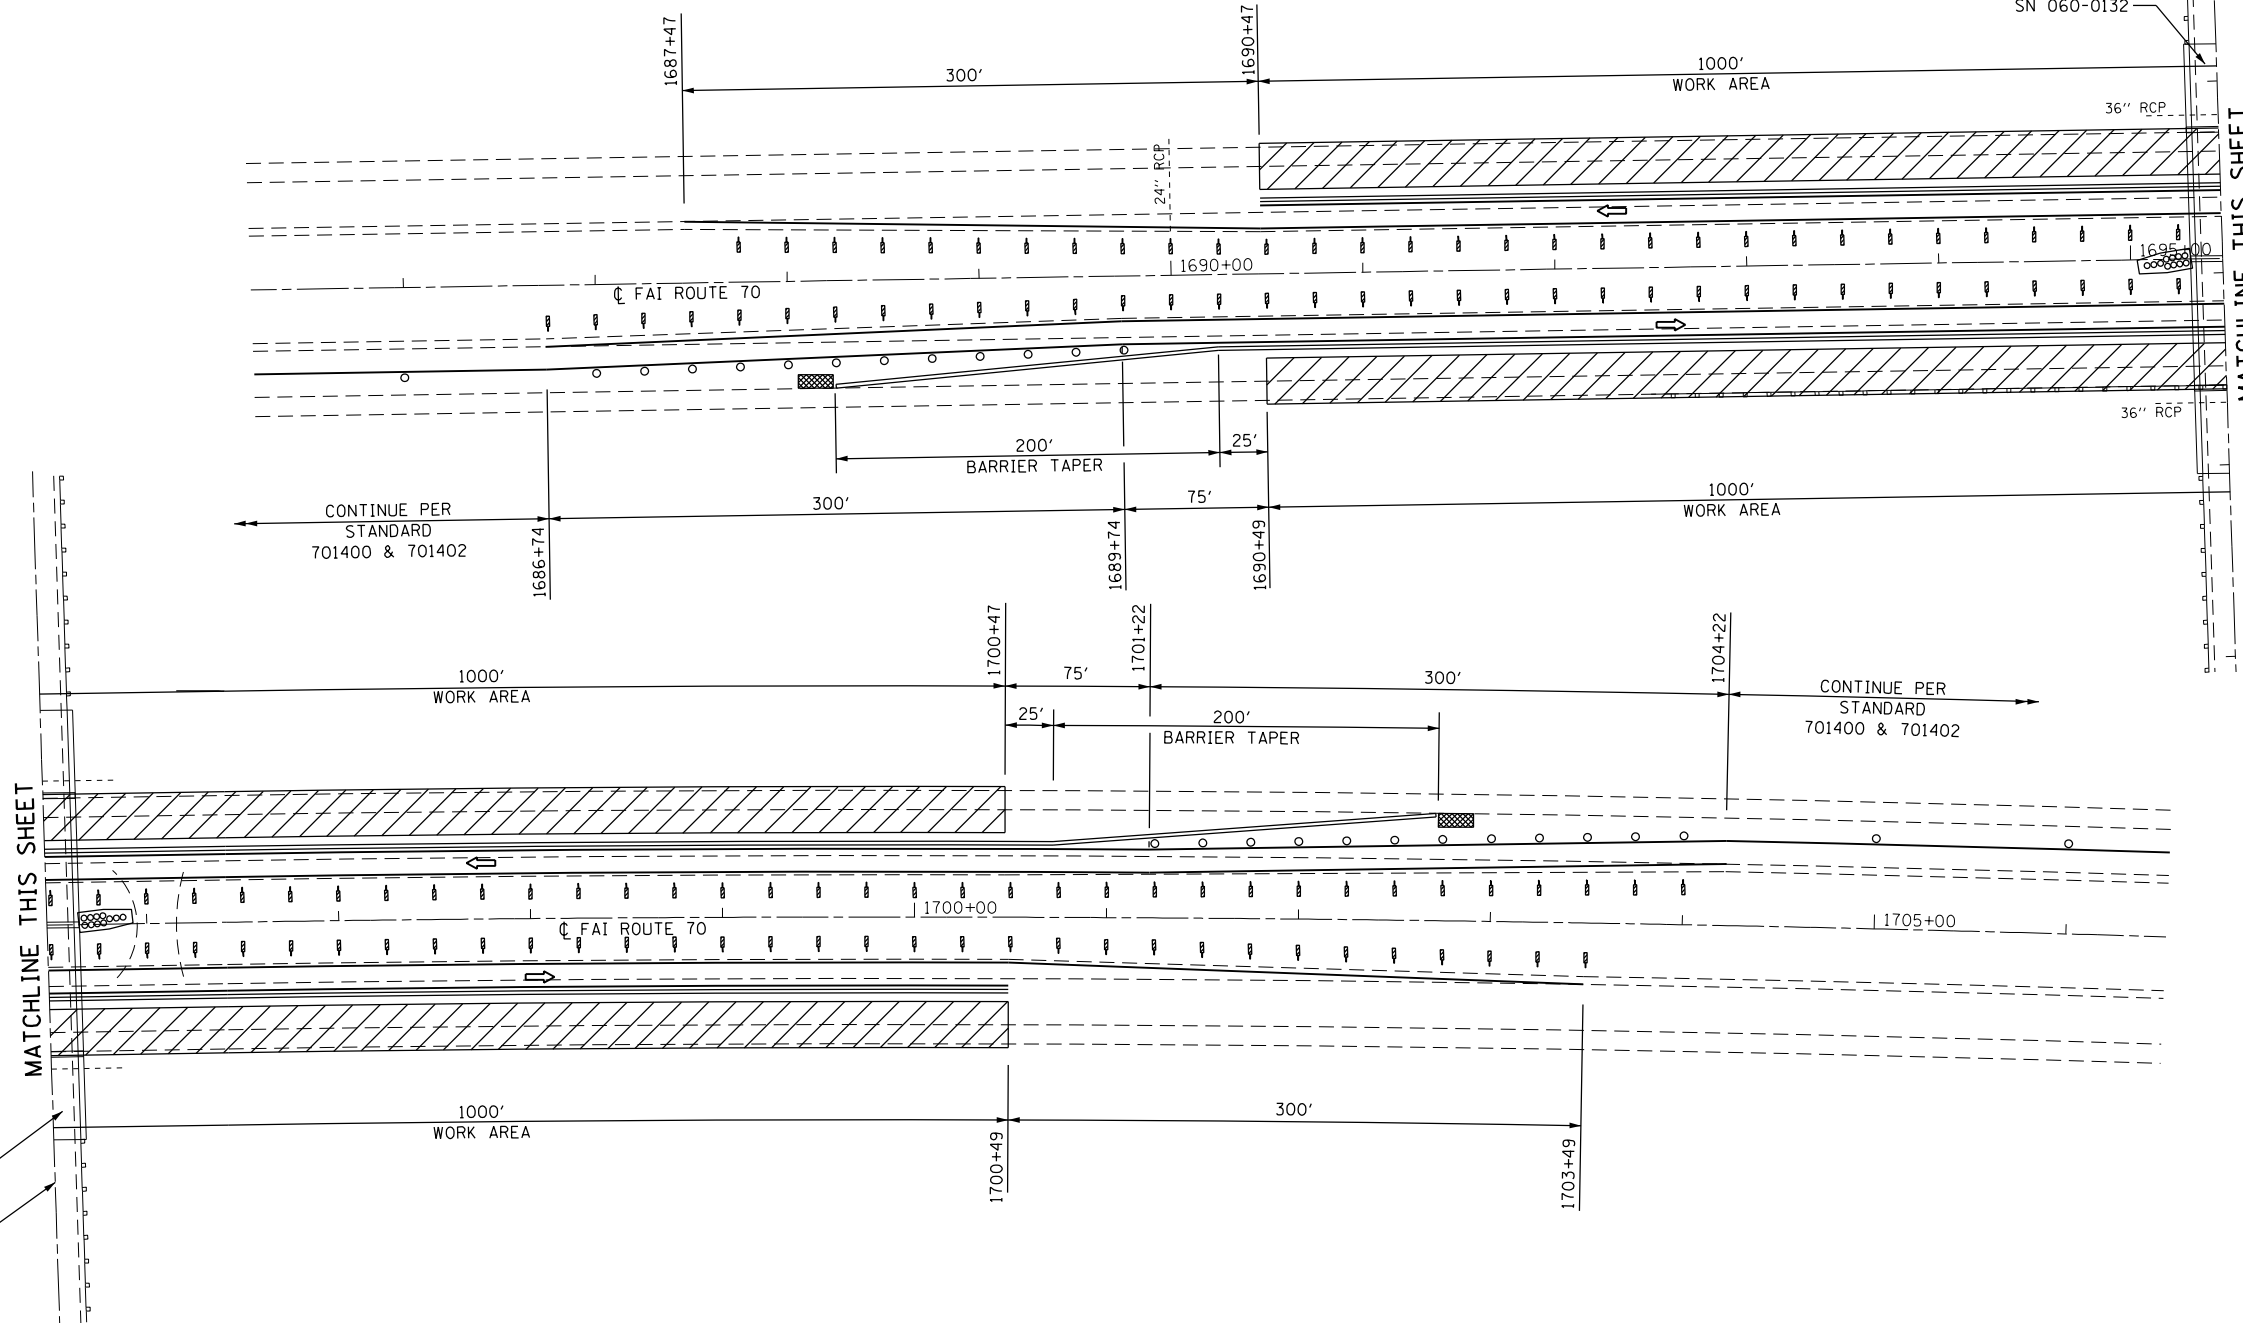 SN 060-0132
1687+47
1690+47
300'
1000'
WORK AREA
36" RCP
24" RCP
MATCHLINE THIS SHEET
1695+00
1690+00
℄ FAI ROUTE 70
36" RCP
200'
BARRIER TAPER
25'
CONTINUE PER
STANDARD
701400 & 701402
300'
75'
1000'
WORK AREA
1686+74
1689+74
1690+49
1700+47
1701+22
1704+22
1000'
WORK AREA
75'
300'
CONTINUE PER
STANDARD
701400 & 701402
25'
200'
BARRIER TAPER
MATCHLINE THIS SHEET
1700+00
℄ FAI ROUTE 70
1705+00
1000'
WORK AREA
300'
1700+49
1703+49